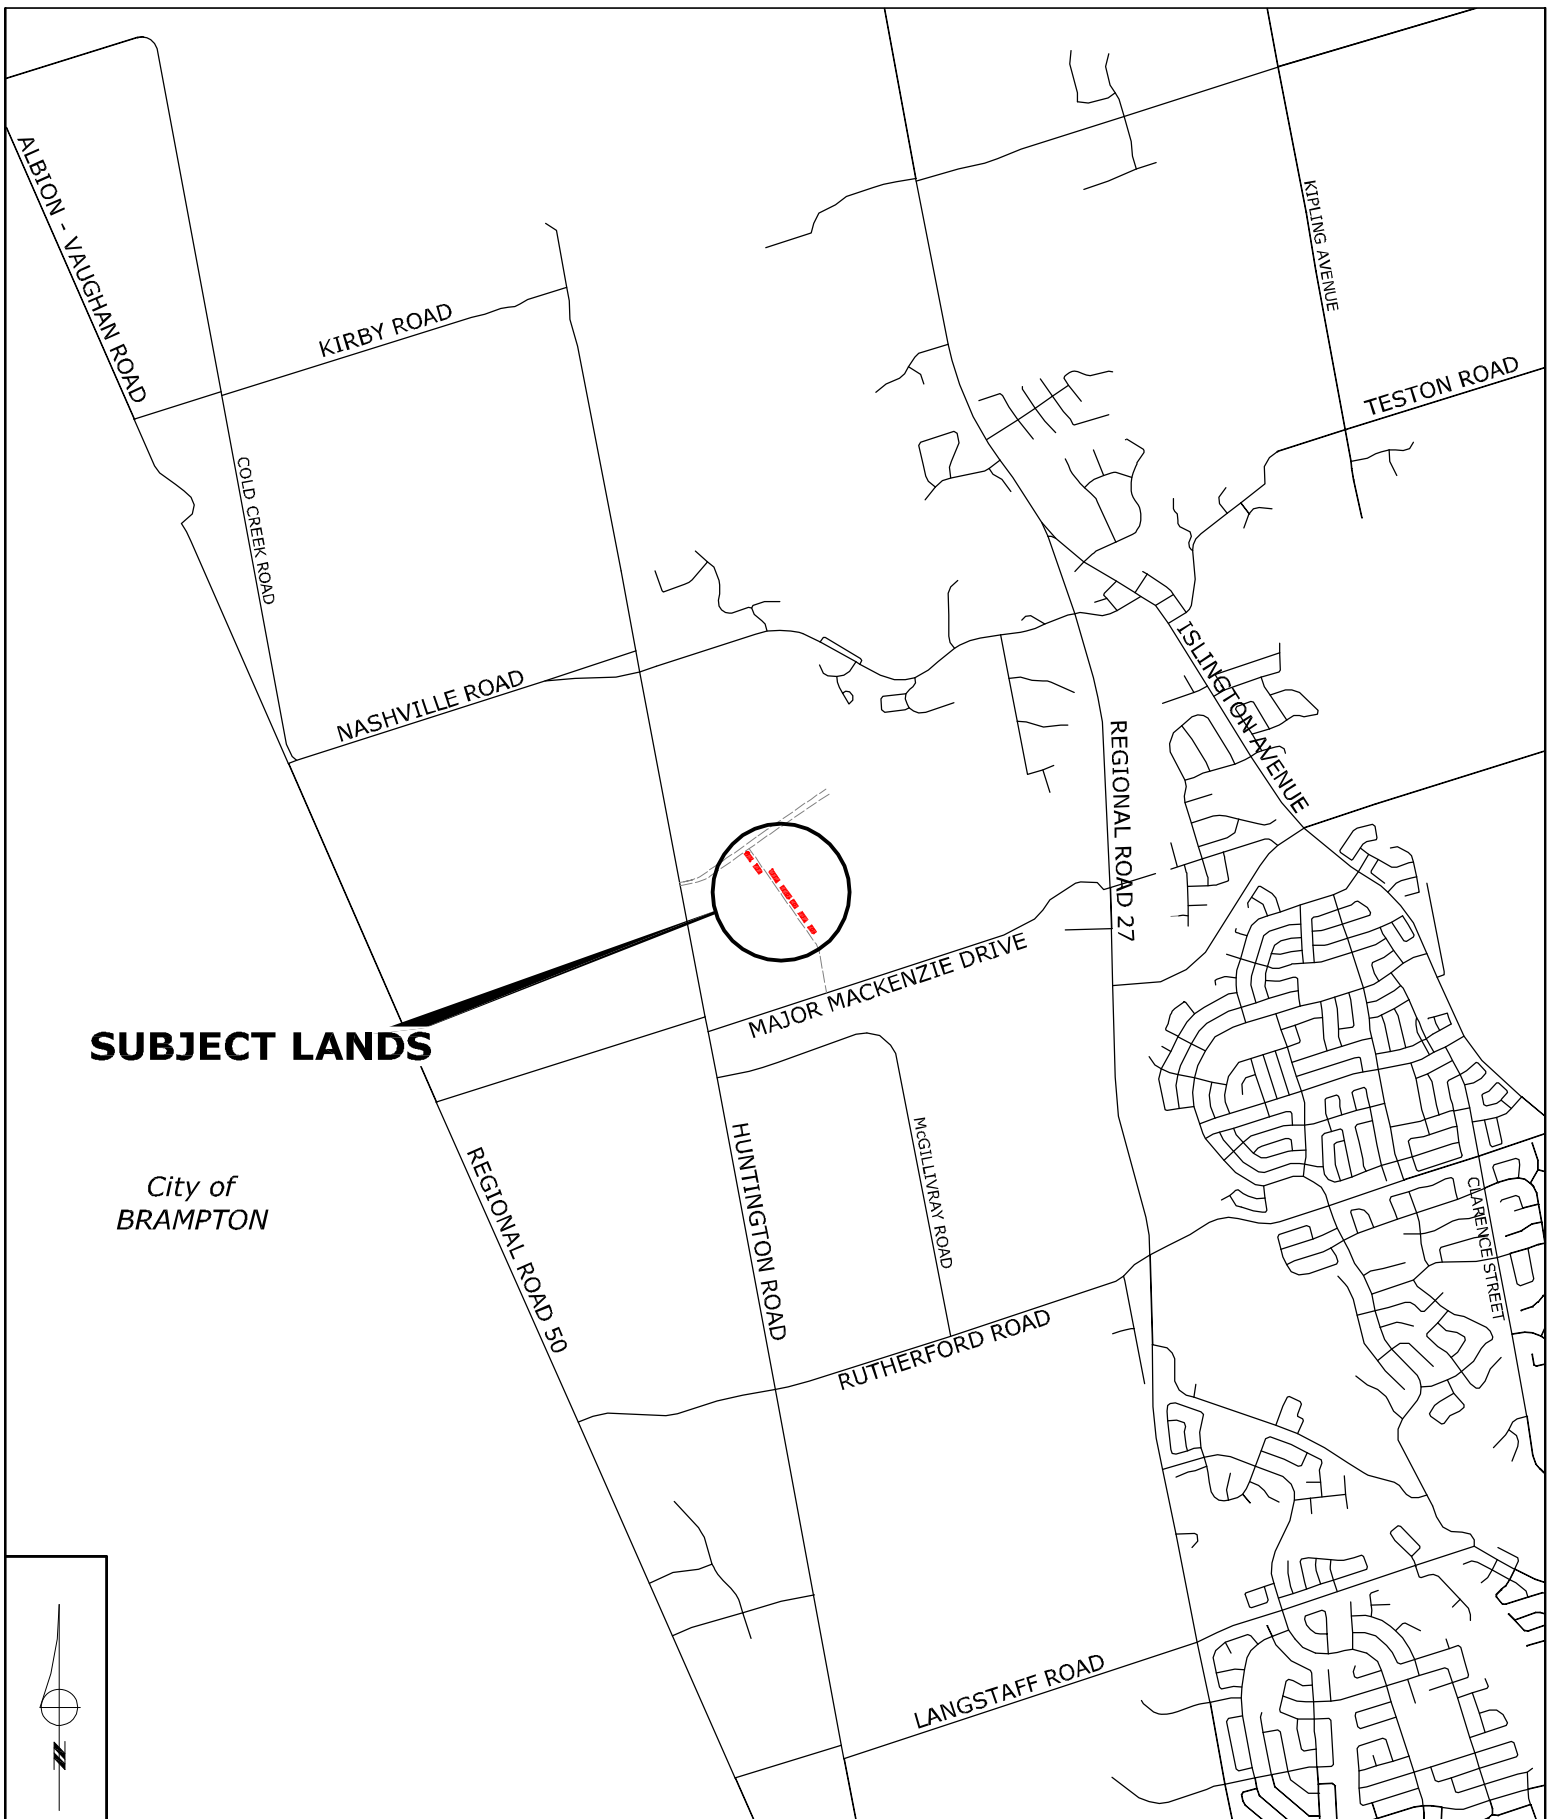 ALBION - VAUGHAN ROAD
KIPLING AVENUE
KIRBY ROAD
TESTON ROAD
COLD CREEK ROAD
ISLINGTON AVENUE
NASHVILLE ROAD
REGIONAL ROAD 27
MAJOR MACKENZIE DRIVE
SUBJECT LANDS
HUNTINGTON ROAD
McGILLIVRAY ROAD
REGIONAL ROAD 50
City of
BRAMPTON
CLARENCE STREET
RUTHERFORD ROAD
LANGSTAFF ROAD
N